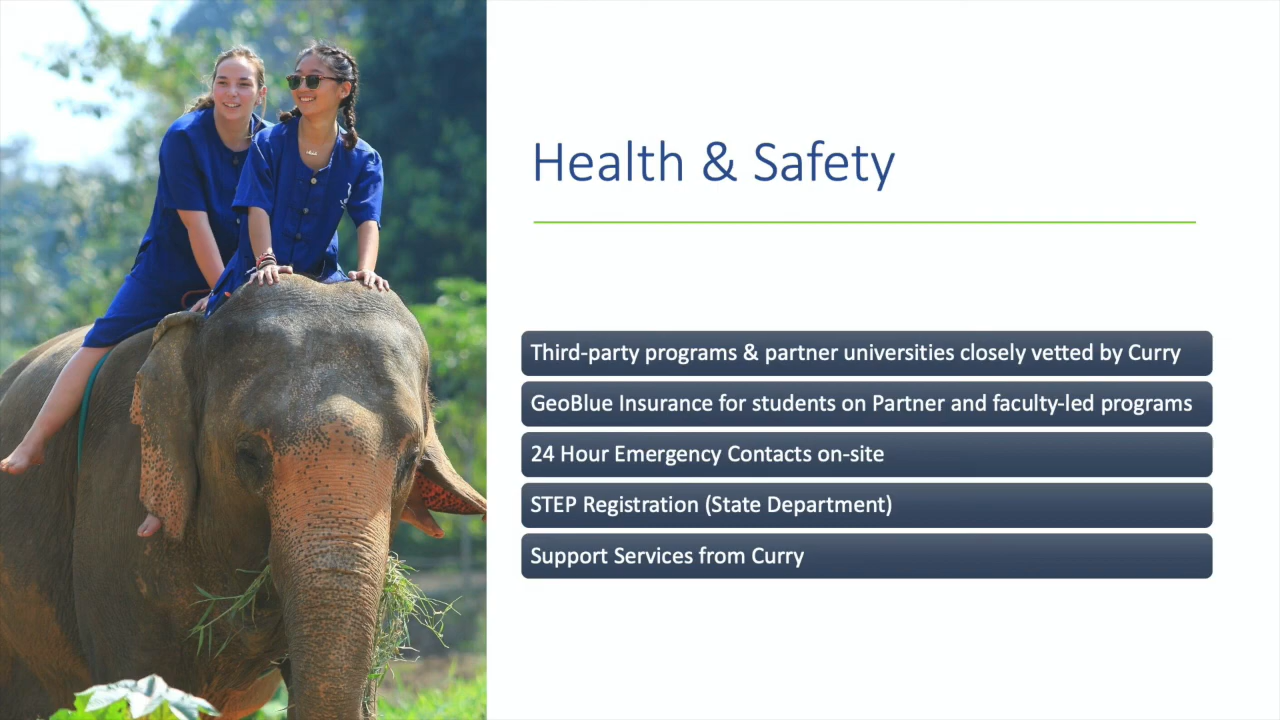 Health & Safety
Third-party programs & partner universities closely vetted by Curry
GeoBlue Insurance for students on Partner and faculty-led programs
24 Hour Emergency Contacts on-site
STEP Registration (State Department)
Support Services from Curry